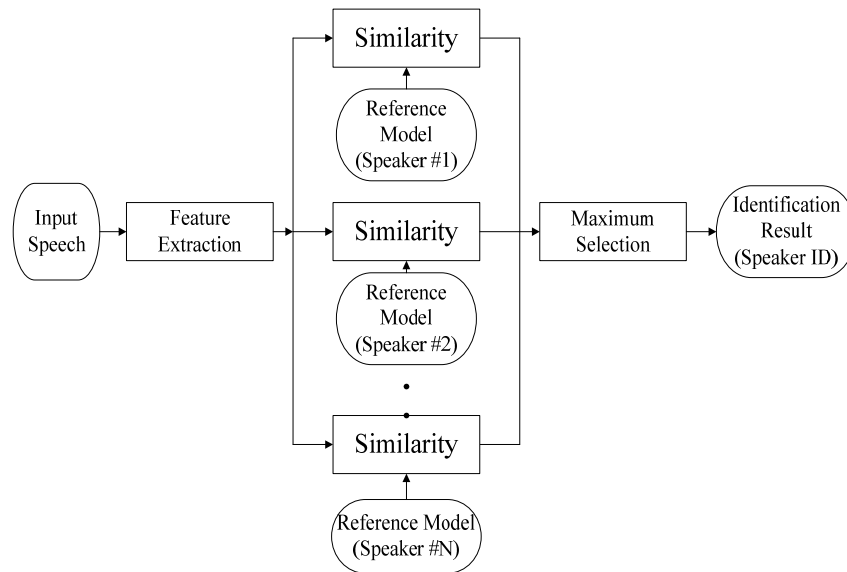 Similarity
Reference
Model
(Speaker #1)
Input
Speech
Feature
Extraction
Similarity
Reference
Model
(Speaker #2)
Maximum
Selection
Identification
Result
(Speaker ID)
Similarity
Reference Model
(Speaker #N)